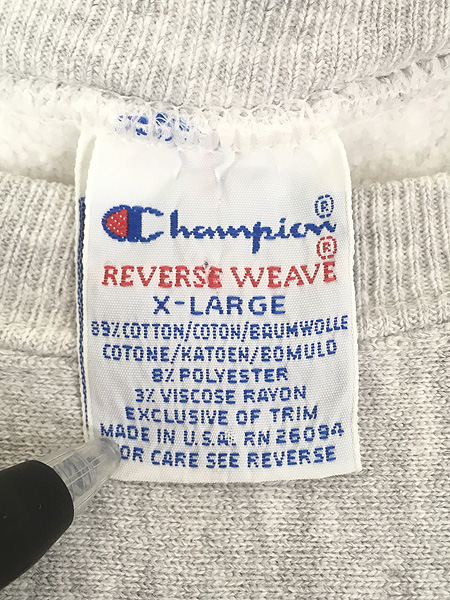 Champion®
REVERSE WEAVE®
X-LARGE
89% COTTON/COTON/BAUMWOLLE
COTONE/KATOEN/BOMULD
8% POLYESTER
3% VISCOSE RAYON
EXCLUSIVE OF TRIM
MADE IN U.S.A. RN 26094
FOR CARE SEE REVERSE